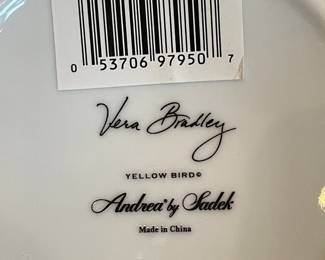 0 53706 97950 7
Vera Bradley
YELLOW BIRD©
Andrea® by Sadek
Made in China